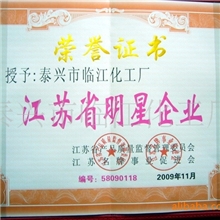 荣誉证书
授予:泰兴市临江化工厂
江苏省明星企业
江苏省产品质量监督管理委员会
江苏名牌事业促进会
2009年11月
编号:58090118